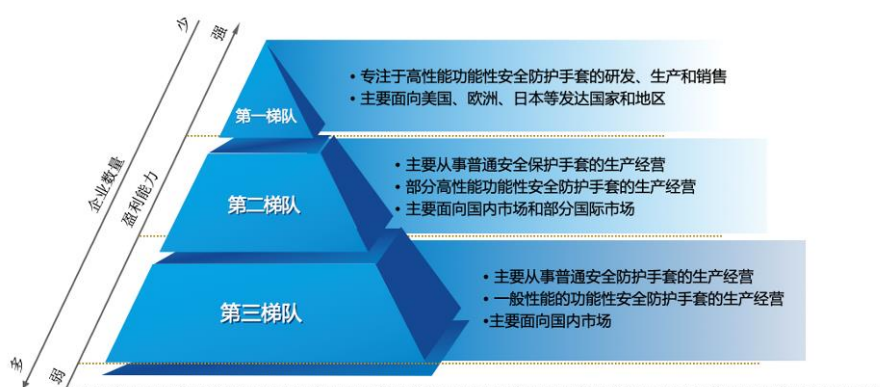 少
强
企业数量
盈利能力
多
弱
第一梯队
• 专注于高性能功能性安全防护手套的研发、生产和销售
• 主要面向美国、欧洲、日本等发达国家和地区
第二梯队
• 主要从事普通安全保护手套的生产经营
• 部分高性能功能性安全防护手套的生产经营
• 主要面向国内市场和部分国际市场
第三梯队
• 主要从事普通安全防护手套的生产经营
• 一般性能的功能性安全防护手套的生产经营
•主要面向国内市场